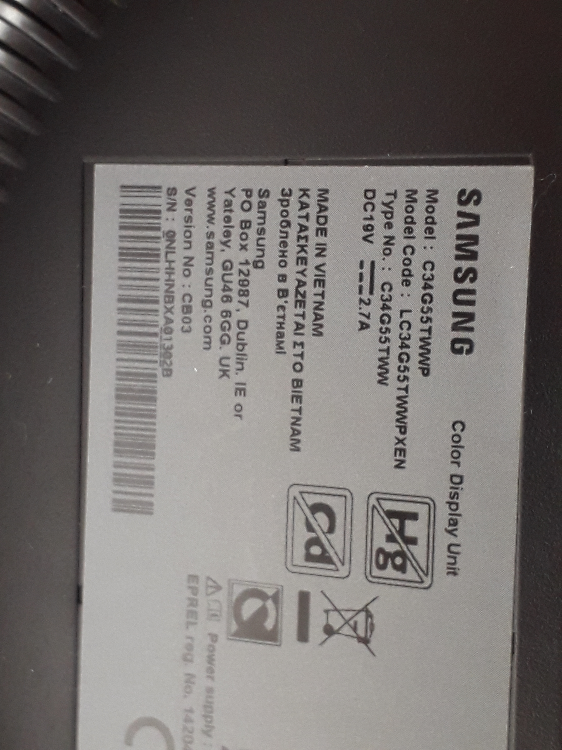 SAMSUNG Color Display Unit
Model : C34G55TWWP
Model Code : LC34G55TWWPXEN
Type No. : C34G55TWW
DC19V 2.7A
Hg
MADE IN VIETNAM
ΚΑΤΑΣΚΕΥΑΖΕΤΑΙ ΣΤΟ ΒΙΕΤΝΑΜ
Зроблено в В'єтнамі
Cd
Samsung
PO Box 12987, Dublin. IE or
Yateley, GU46 6GG. UK
www.samsung.com
Version No : CB03
S/N : 0NLHHNBXA01302B
Power supply :
EPREL reg. No.